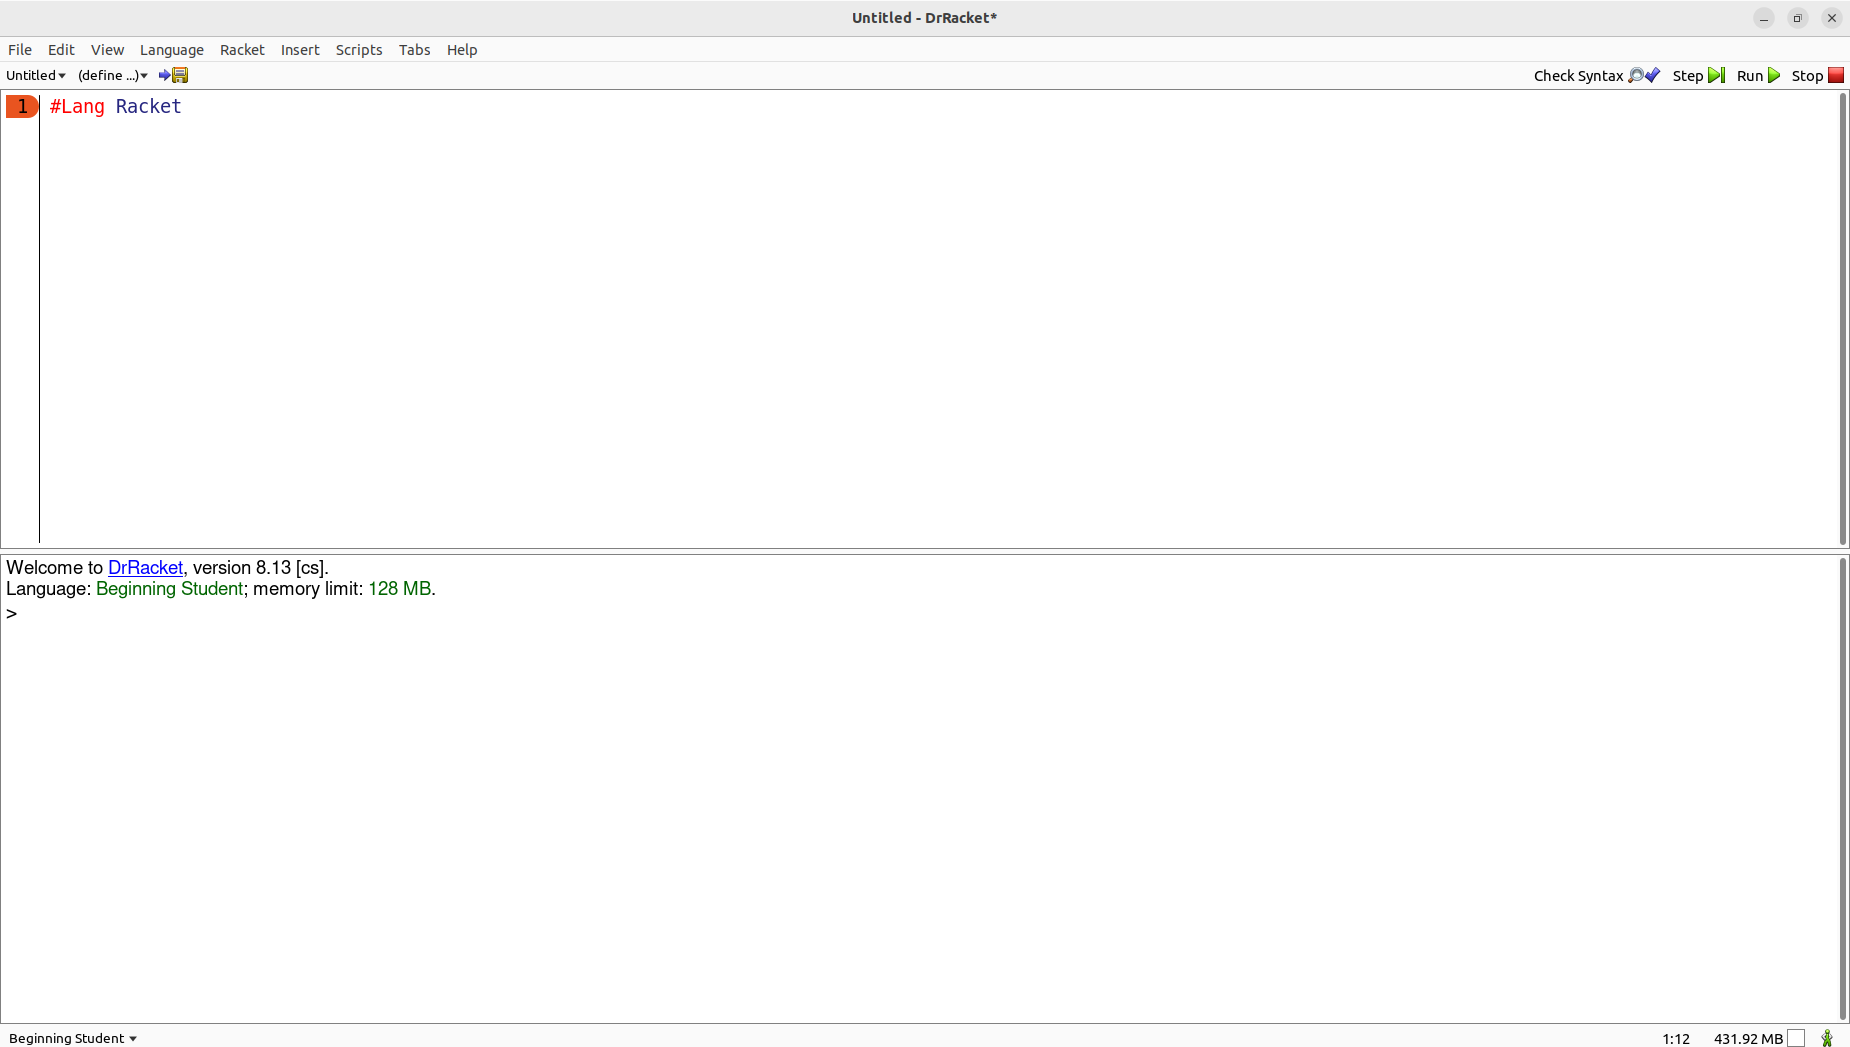 Untitled - DrRacket*
File Edit View Language Racket Insert Scripts Tabs Help
Untitled (define ...) Check Syntax Step Run Stop
1 #Lang Racket
Welcome to DrRacket, version 8.13 [cs].
Language: Beginning Student; memory limit: 128 MB.
>
Beginning Student 1:12 431.92 MB